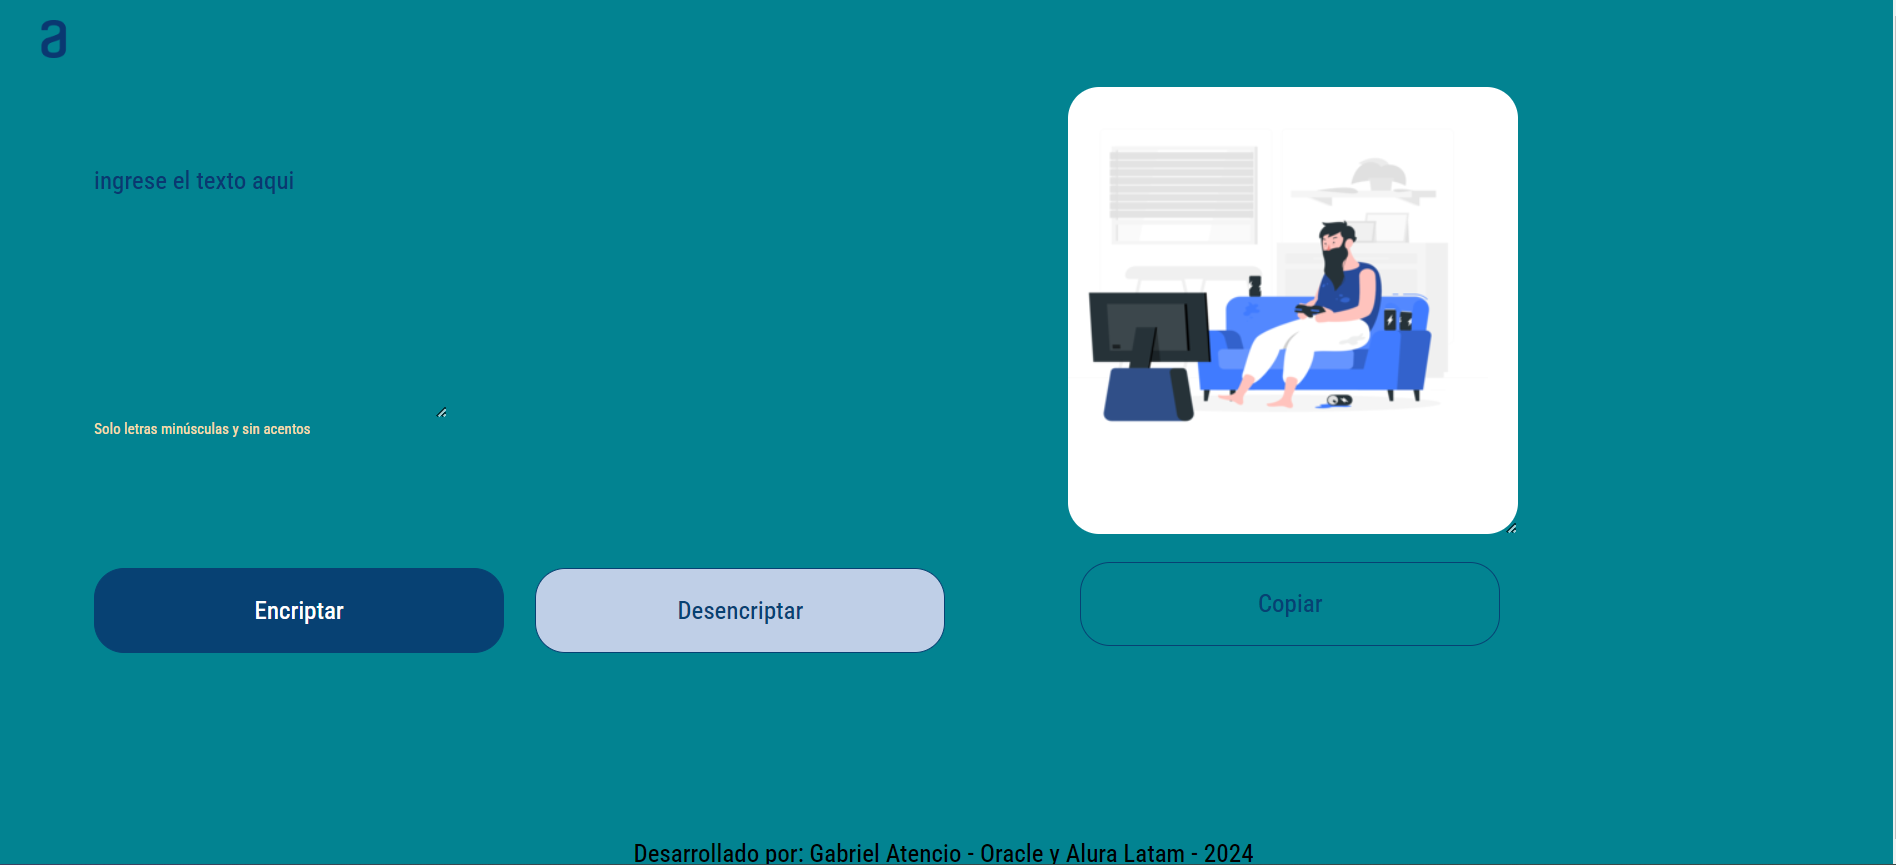 a
ingrese el texto aqui
Solo letras minúsculas y sin acentos
Encriptar
Desencriptar
Copiar
Desarrollado por: Gabriel Atencio - Oracle y Alura Latam - 2024